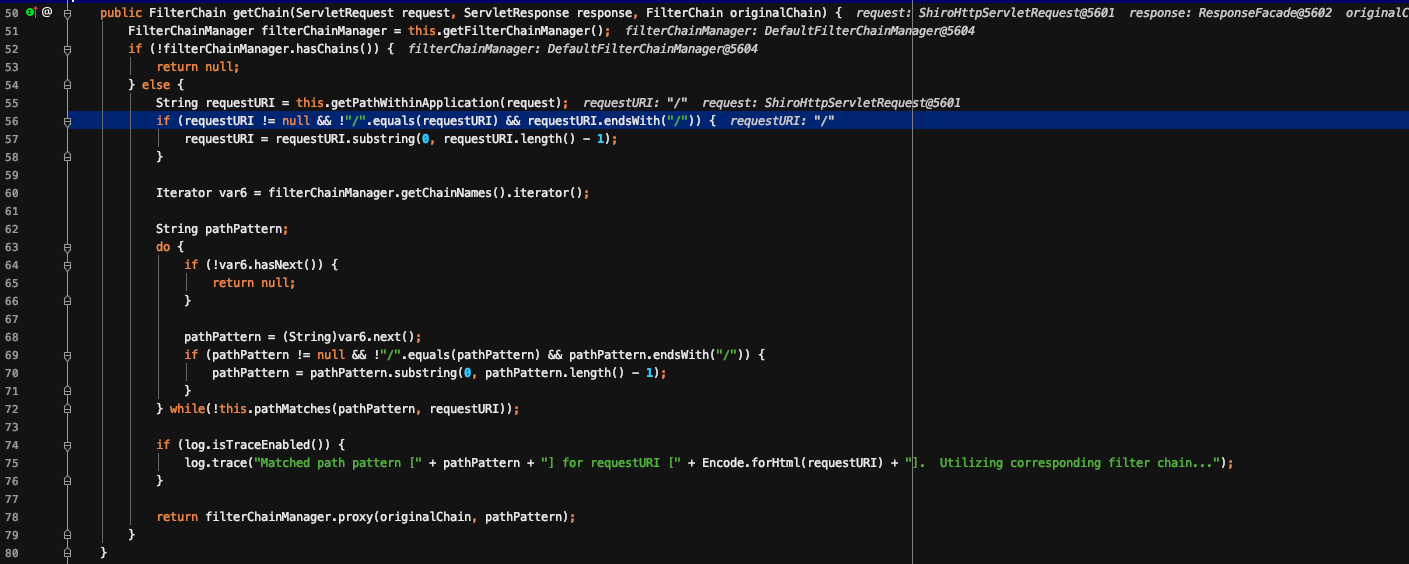 50 @ public FilterChain getChain(ServletRequest request, ServletResponse response, FilterChain originalChain) { request: ShiroHttpServletRequest@5601 response: ResponseFacade@5602 originalC
51 FilterChainManager filterChainManager = this.getFilterChainManager(); filterChainManager: DefaultFilterChainManager@5604
52 if (!filterChainManager.hasChains()) { filterChainManager: DefaultFilterChainManager@5604
53 return null;
54 } else {
55 String requestURI = this.getPathWithinApplication(request); requestURI: "/" request: ShiroHttpServletRequest@5601
56 if (requestURI != null && !"/".equals(requestURI) && requestURI.endsWith("/")) { requestURI: "/"
57 requestURI = requestURI.substring(0, requestURI.length() - 1);
58 }
59
60 Iterator var6 = filterChainManager.getChainNames().iterator();
61
62 String pathPattern;
63 do {
64 if (!var6.hasNext()) {
65 return null;
66 }
67
68 pathPattern = (String)var6.next();
69 if (pathPattern != null && !"/".equals(pathPattern) && pathPattern.endsWith("/")) {
70 pathPattern = pathPattern.substring(0, pathPattern.length() - 1);
71 }
72 } while(!this.pathMatches(pathPattern, requestURI));
73
74 if (log.isTraceEnabled()) {
75 log.trace("Matched path pattern [" + pathPattern + "] for requestURI [" + Encode.forHtml(requestURI) + "].  Utilizing corresponding filter chain...");
76 }
77
78 return filterChainManager.proxy(originalChain, pathPattern);
79 }
80 }